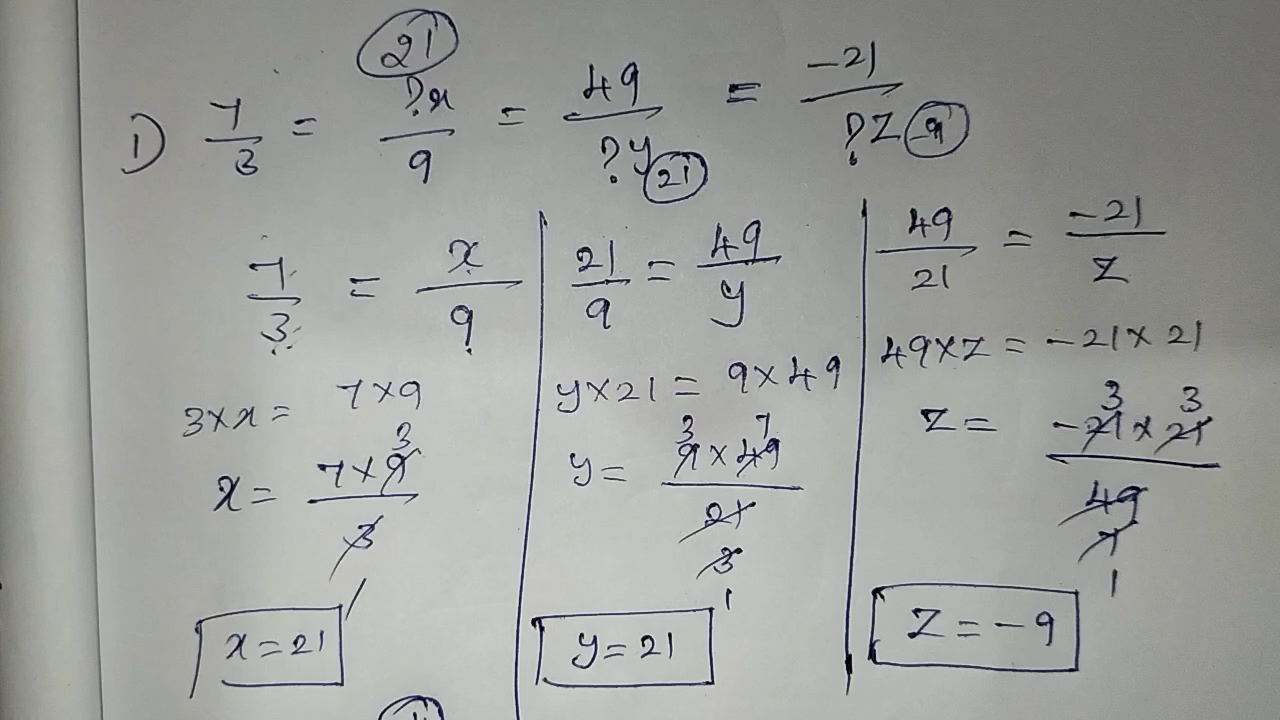 21
1) 7/3 = ?x/9 = 49/?y = -21/?z -9
21
7/3 = x/9
3×x = 7×9
x = 7×9/3
3
x = 21
21/9 = 49/y
y×21 = 9×49
y = 9×49/21
3 7
3
1
y = 21
49/21 = -21/z
49×z = -21×21
z = -21×21/49
3 3
7
1
z = -9